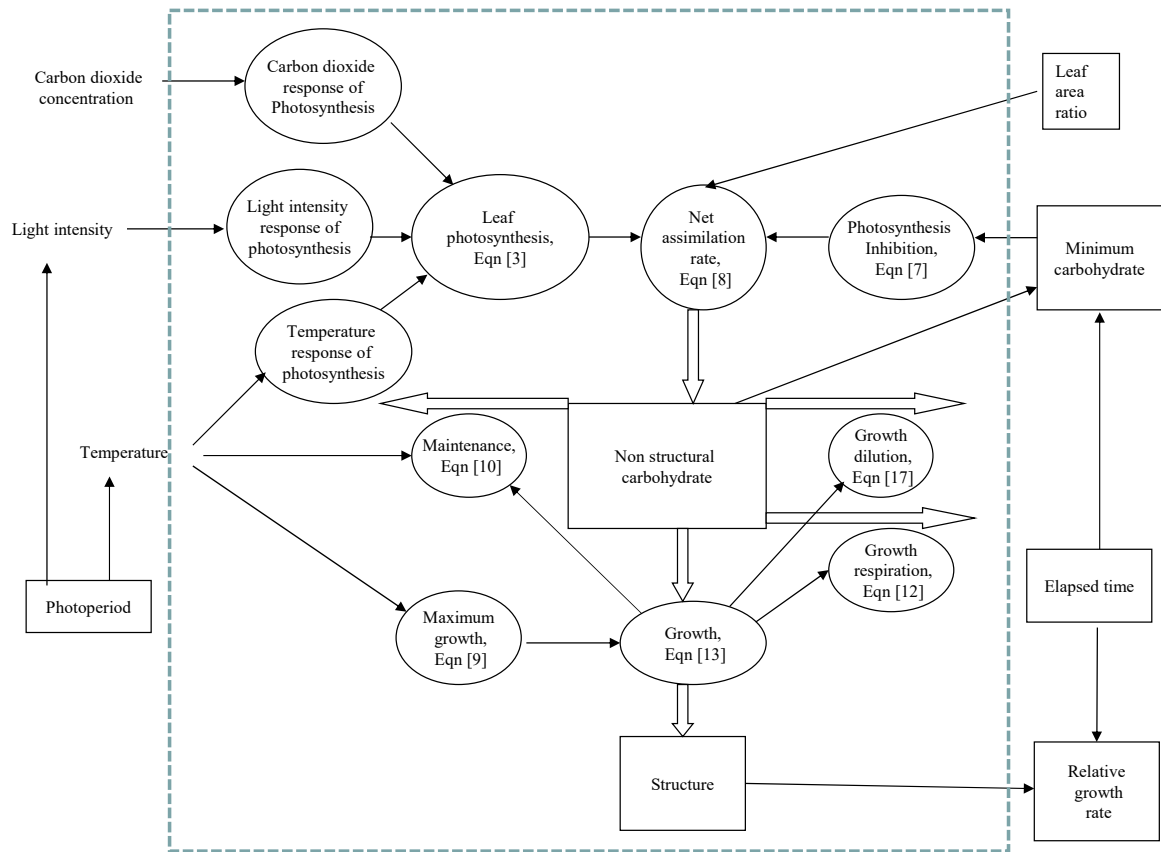 Carbon dioxide
concentration
Carbon dioxide
response of
Photosynthesis
Leaf
area
ratio
Light intensity
Light intensity
response of
photosynthesis
Leaf
photosynthesis,
Eqn [3]
Net
assimilation
rate,
Eqn [8]
Photosynthesis
Inhibition,
Eqn [7]
Minimum
carbohydrate
Temperature
response of
photosynthesis
Temperature
Maintenance,
Eqn [10]
Non structural
carbohydrate
Growth
dilution,
Eqn [17]
Growth
respiration,
Eqn [12]
Photoperiod
Elapsed time
Maximum
growth,
Eqn [9]
Growth,
Eqn [13]
Structure
Relative
growth
rate